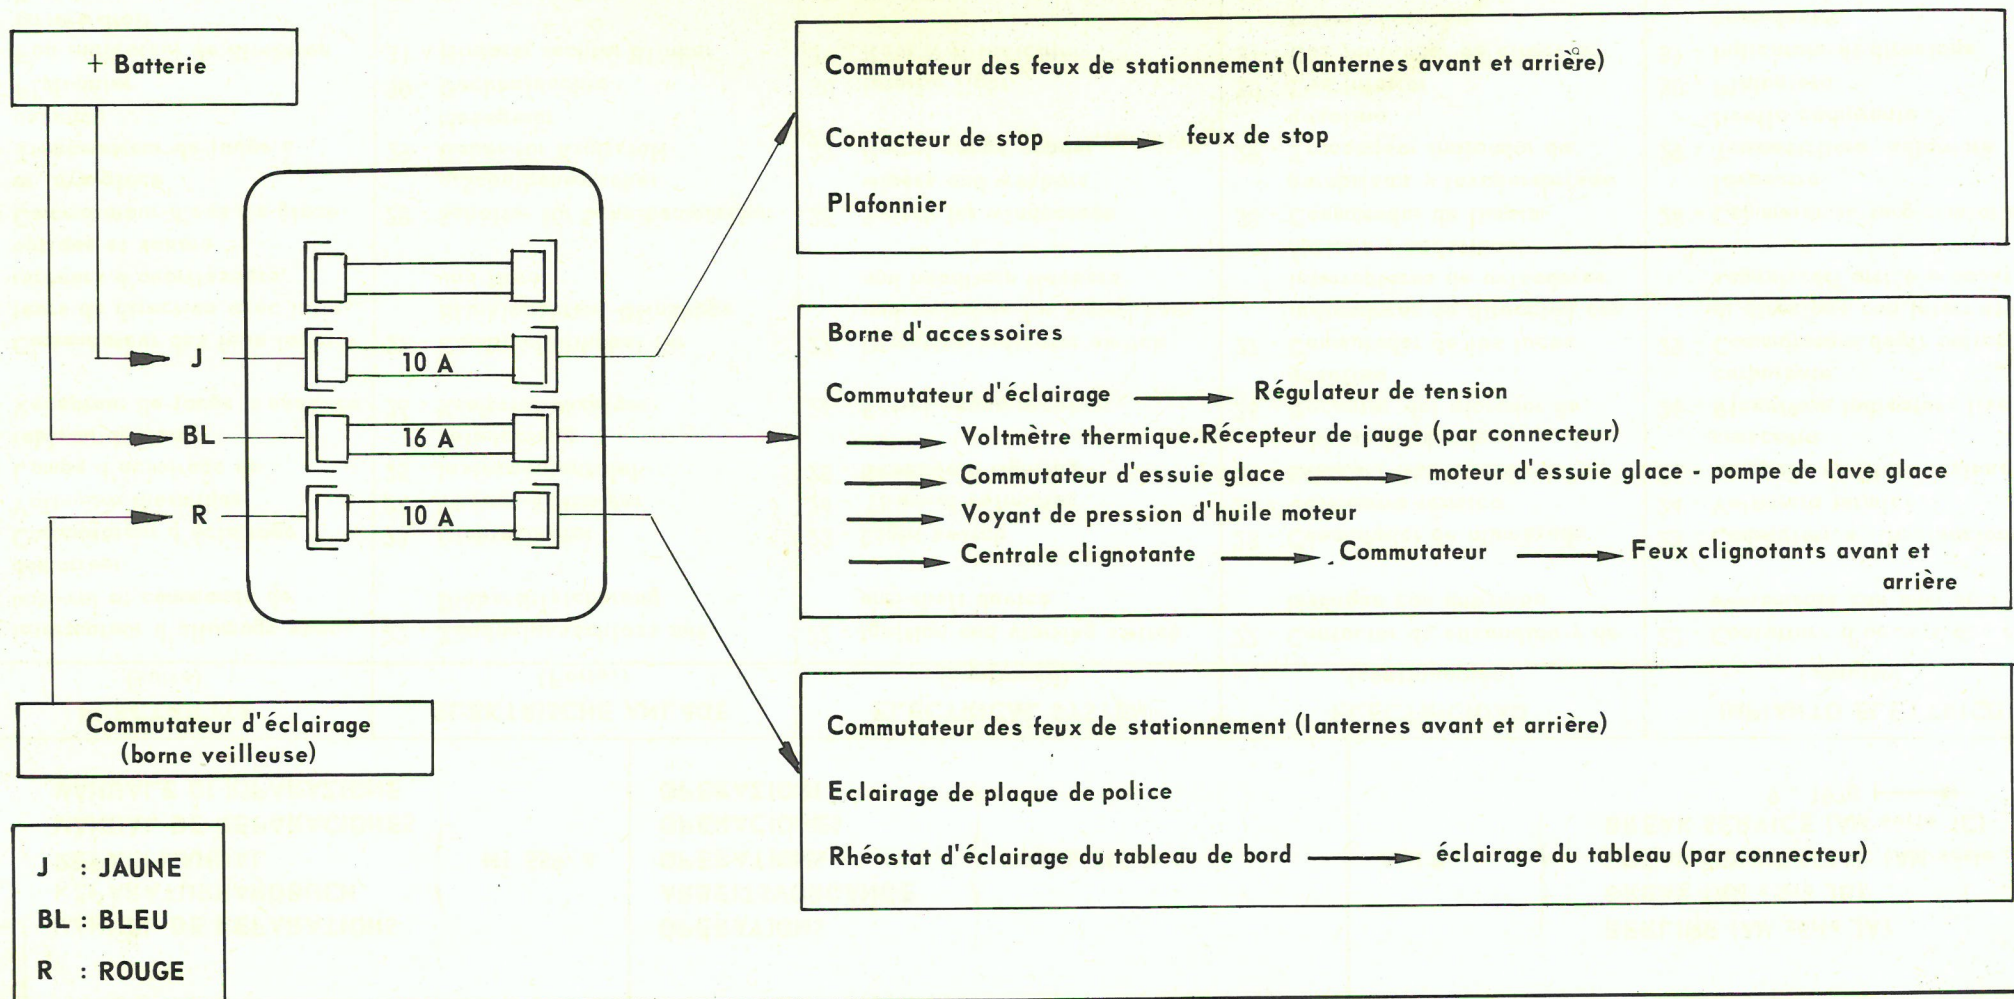 + Batterie
Commutateur des feux de stationnement (lanternes avant et arrière)
Contacteur de stop feux de stop
Plafonnier
J 10 A
BL 16 A
R 10 A
Borne d'accessoires
Commutateur d'éclairage Régulateur de tension
Voltmètre thermique.Récepteur de jauge (par connecteur)
Commutateur d'essuie glace moteur d'essuie glace - pompe de lave glace
Voyant de pression d'huile moteur
Centrale clignotante Commutateur Feux clignotants avant et
arrière
Commutateur d'éclairage
(borne veilleuse)
Commutateur des feux de stationnement (lanternes avant et arrière)
Eclairage de plaque de police
Rhéostat d'éclairage du tableau de bord éclairage du tableau (par connecteur)
J : JAUNE
BL : BLEU
R : ROUGE